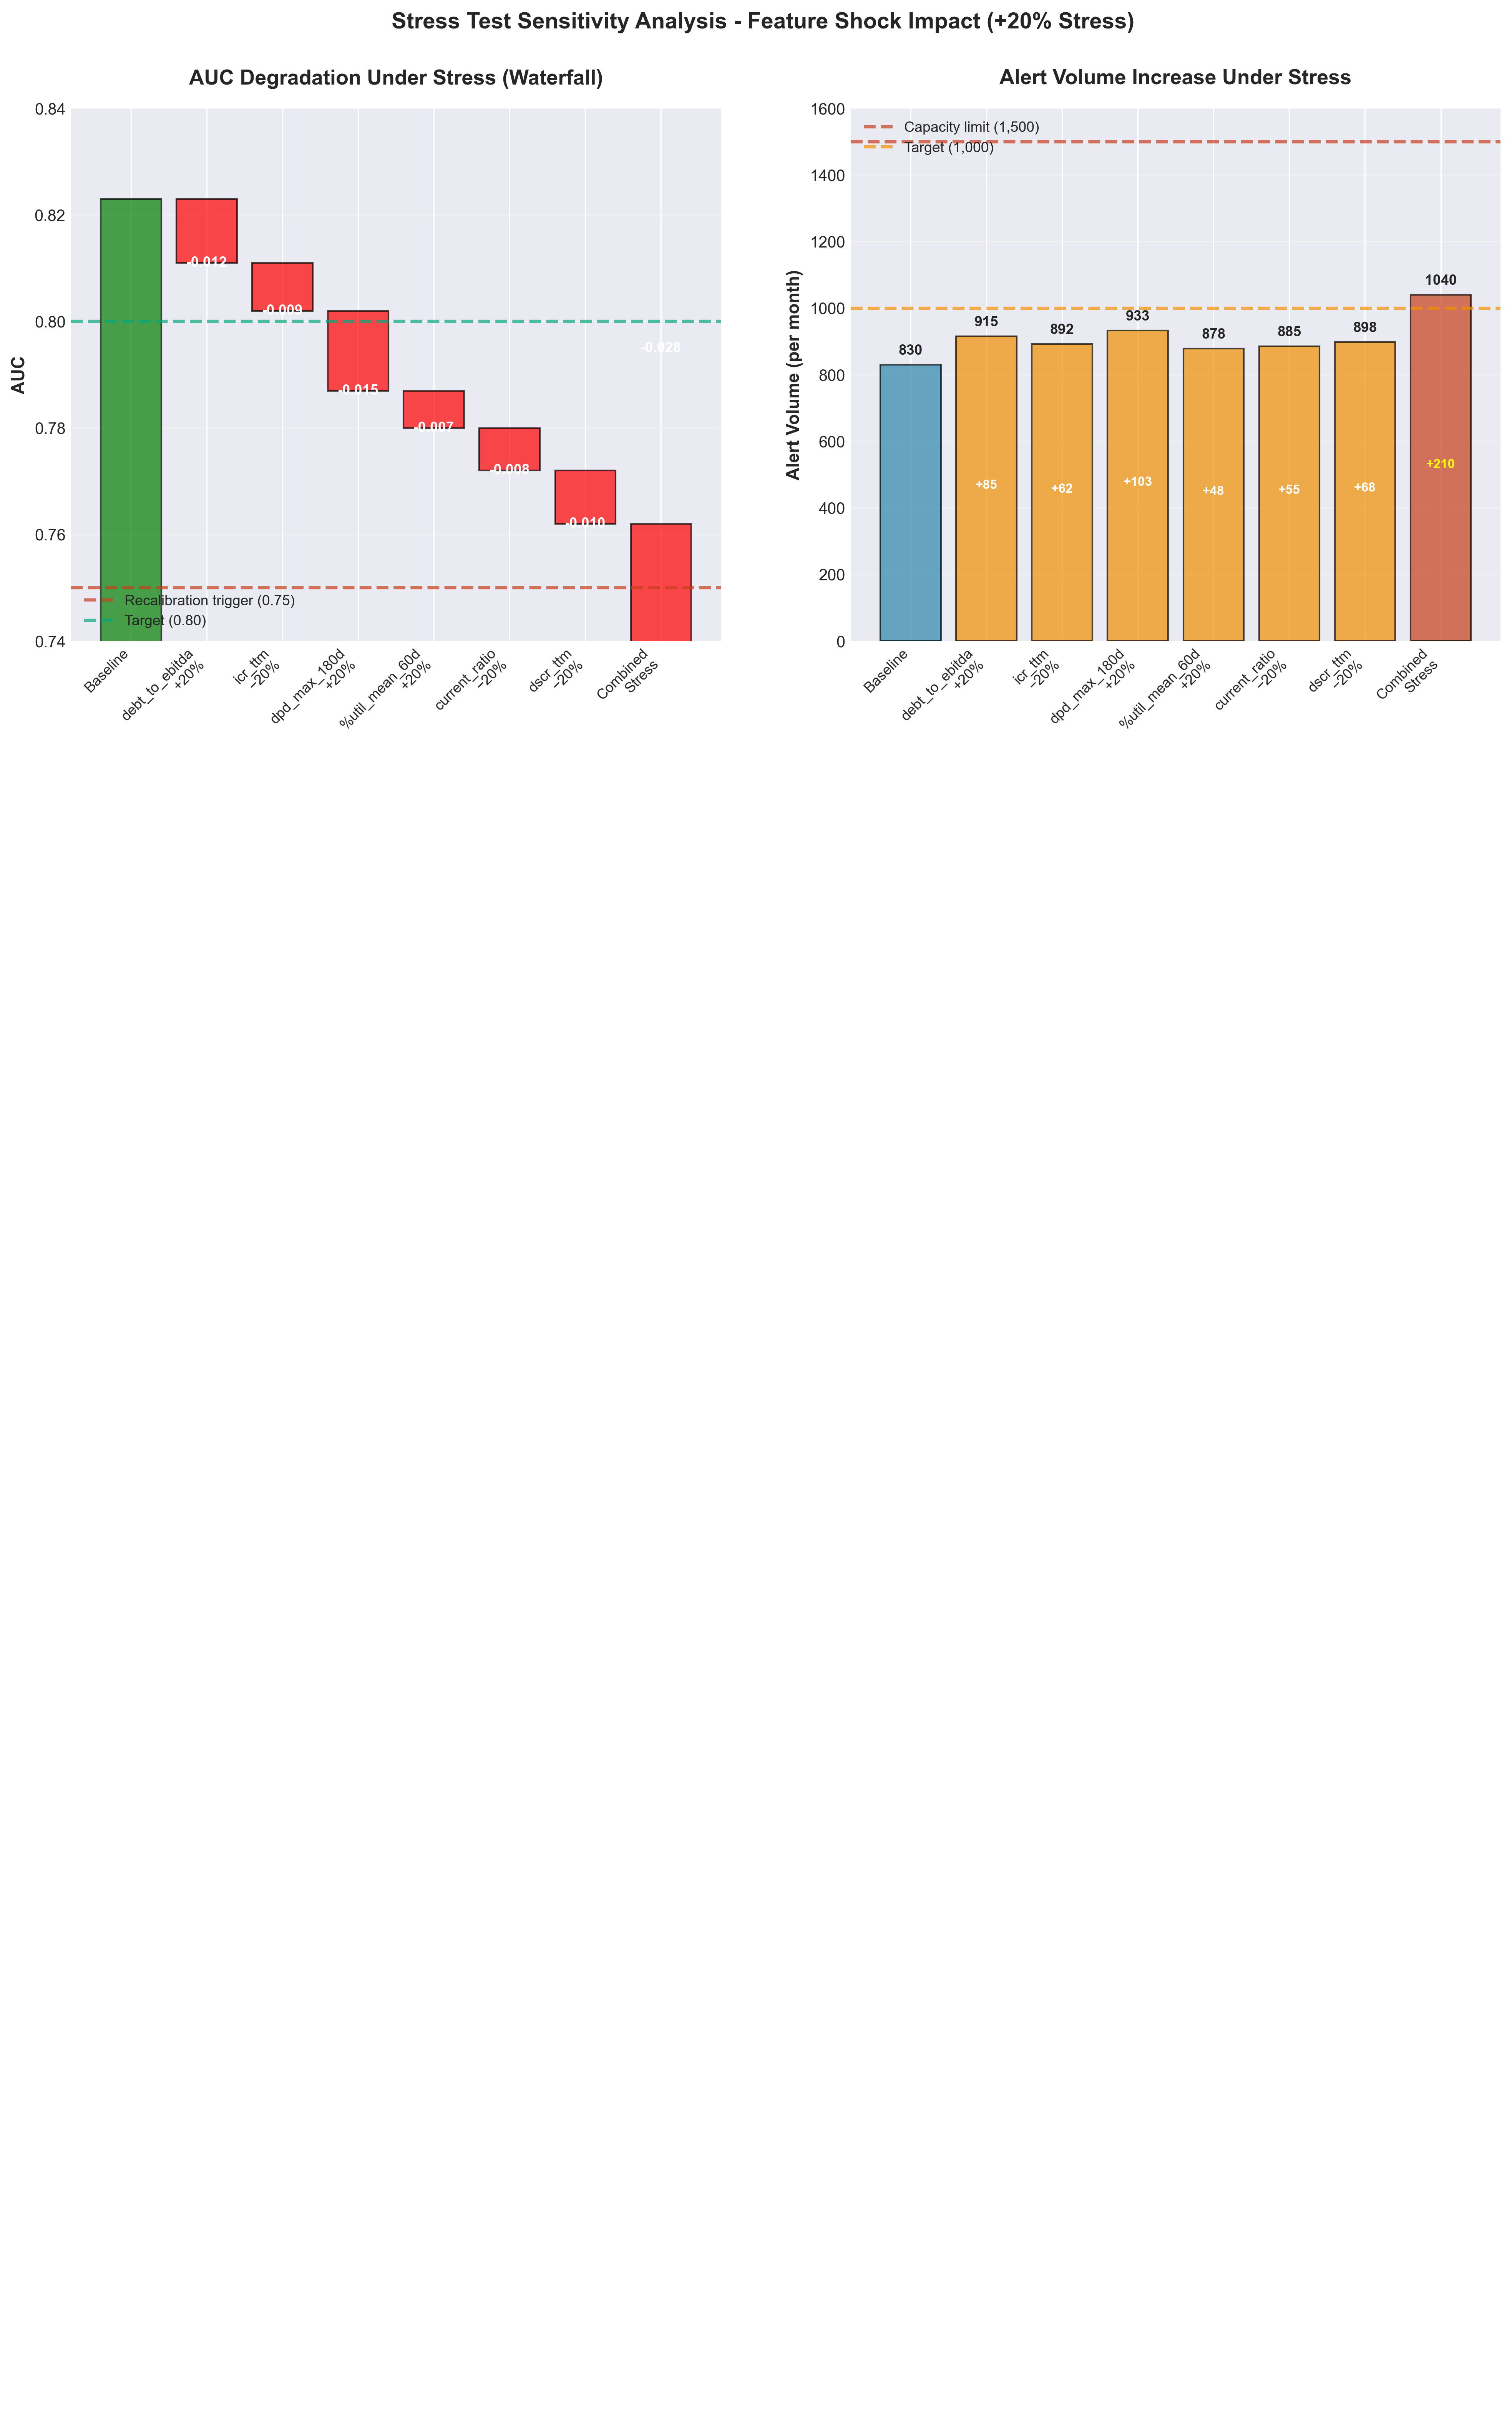 Stress Test Sensitivity Analysis - Feature Shock Impact (+20% Stress)
AUC Degradation Under Stress (Waterfall)
0.84
0.82
0.80
0.78
0.76
0.74
AUC
-0.012
-0.009
-0.015
-0.007
-0.008
-0.010
-0.028
Recalibration trigger (0.75)
Target (0.80)
Baseline
debt_to_ebitda
+20%
icr_ttm
−20%
dpd_max_180d
+20%
%util_mean_60d
+20%
current_ratio
−20%
dscr_ttm
−20%
Combined
Stress
Alert Volume Increase Under Stress
1600
1400
1200
1000
800
600
400
200
0
Alert Volume (per month)
Capacity limit (1,500)
Target (1,000)
830
915
892
933
878
885
898
1040
+85
+62
+103
+48
+55
+68
+210
Baseline
debt_to_ebitda
+20%
icr_ttm
−20%
dpd_max_180d
+20%
%util_mean_60d
+20%
current_ratio
−20%
dscr_ttm
−20%
Combined
Stress